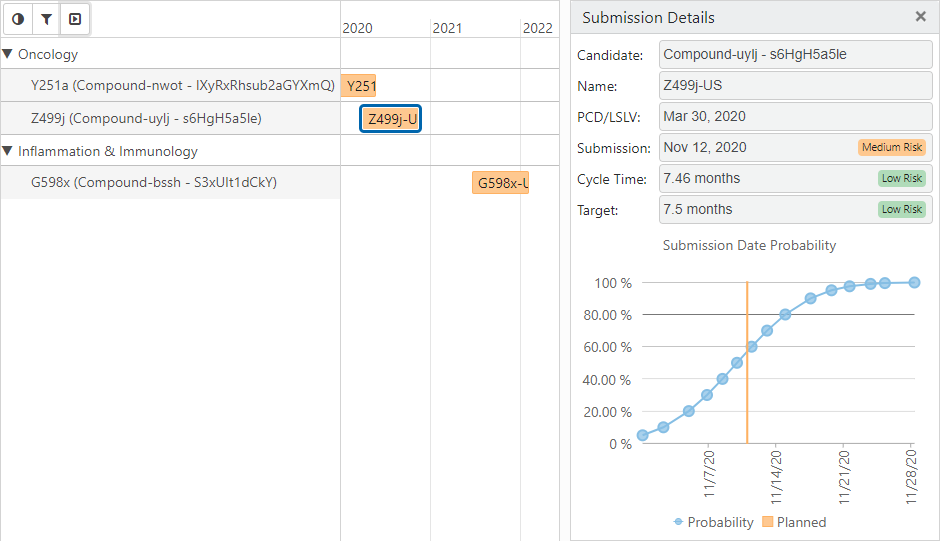 2020 2021 2022
Oncology
Y251a (Compound-nwot - IXyRxRhsub2aGYXmQ) Y251
Z499j (Compound-uylj - s6HgH5a5le) Z499j-U
Inflammation & Immunology
G598x (Compound-bssh - S3xUlt1dCkY) G598x-U
Submission Details ×
Candidate: Compound-uylj - s6HgH5a5le
Name: Z499j-US
PCD/LSLV: Mar 30, 2020
Submission: Nov 12, 2020 Medium Risk
Cycle Time: 7.46 months Low Risk
Target: 7.5 months Low Risk
Submission Date Probability
100 %
80.00 %
60.00 %
40.00 %
20.00 %
0 %
11/7/20 11/14/20 11/21/20 11/28/20
Probability Planned